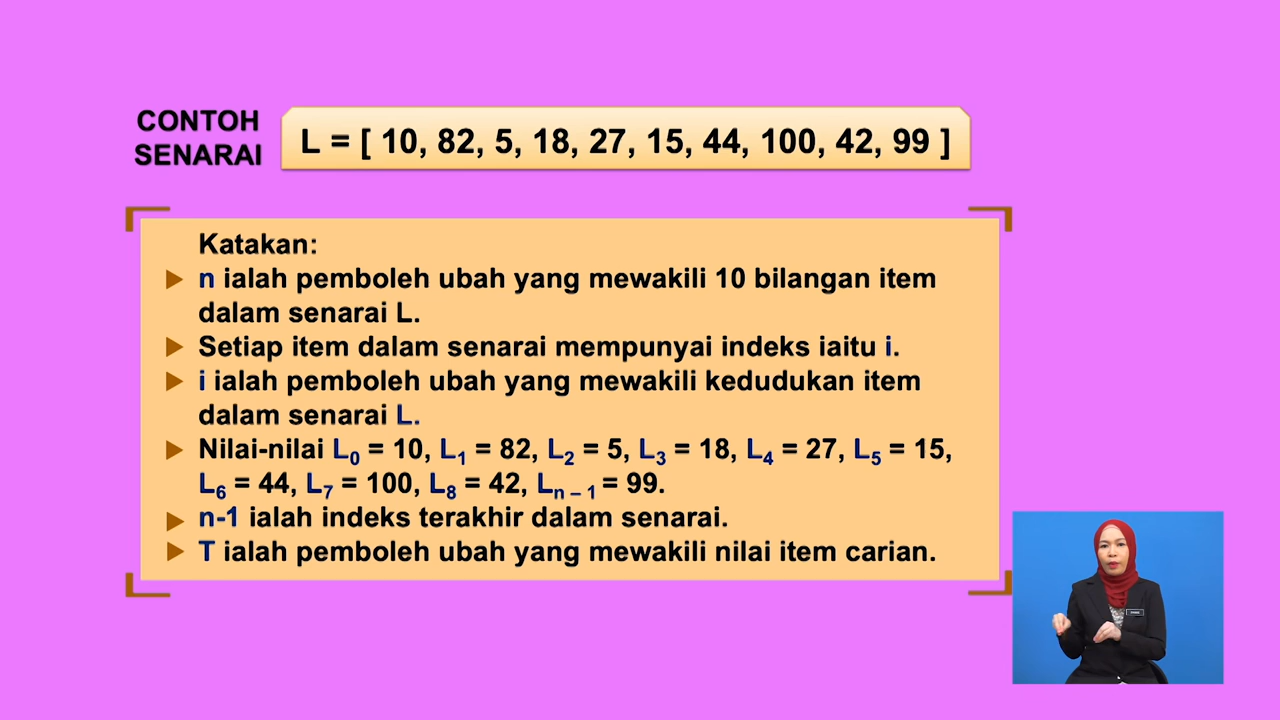 CONTOH
SENARAI
L = [ 10, 82, 5, 18, 27, 15, 44, 100, 42, 99 ]
Katakan:
n ialah pemboleh ubah yang mewakili 10 bilangan item
dalam senarai L.
Setiap item dalam senarai mempunyai indeks iaitu i.
i ialah pemboleh ubah yang mewakili kedudukan item
dalam senarai L.
Nilai-nilai L₀ = 10, L₁ = 82, L₂ = 5, L₃ = 18, L₄ = 27, L₅ = 15,
L₆ = 44, L₇ = 100, L₈ = 42, Lₙ₋₁ = 99.
n-1 ialah indeks terakhir dalam senarai.
T ialah pemboleh ubah yang mewakili nilai item carian.